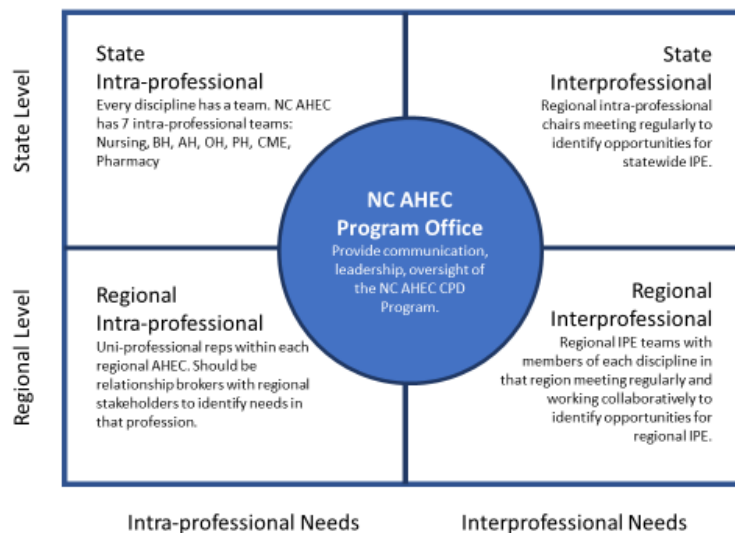 State Level
State
Intra-professional
Every discipline has a team. NC AHEC
has 7 intra-professional teams:
Nursing, BH, AH, OH, PH, CME,
Pharmacy
State
Interprofessional
Regional intra-professional
chairs meeting regularly to
identify opportunities for
statewide IPE.
NC AHEC
Program Office
Provide communication,
leadership, oversight of
the NC AHEC CPD
Program.
Regional Level
Regional
Intra-professional
Uni-professional reps within each
regional AHEC. Should be
relationship brokers with regional
stakeholders to identify needs in
that profession.
Regional
Interprofessional
Regional IPE teams with
members of each discipline in
that region meeting regularly and
working collaboratively to
identify opportunities for
regional IPE.
Intra-professional Needs
Interprofessional Needs